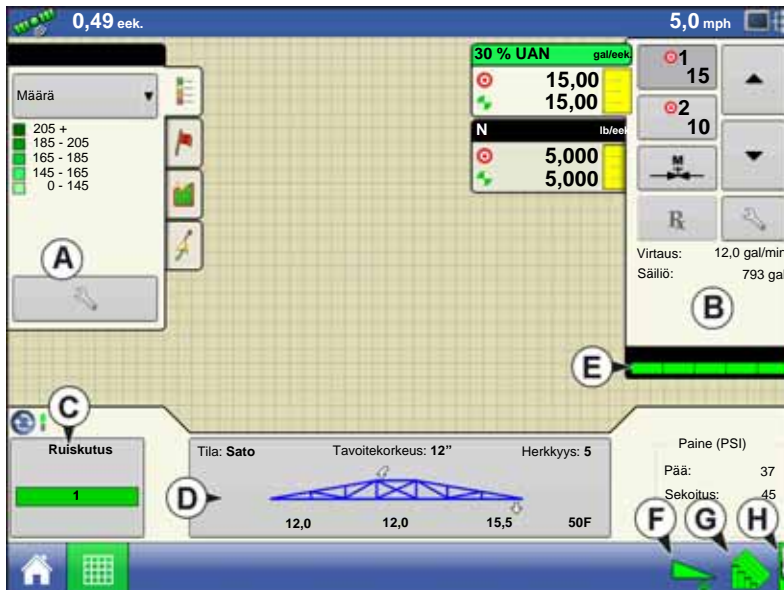 0,49 eek.
5,0 mph
Määrä
205 +
185 - 205
165 - 185
145 - 165
0 - 145
A
30 % UAN gal/eek.
15,00
15,00
N lb/eek
5,000
5,000
1
15
2
10
M
Rx
Virtaus: 12,0 gal/min
Säiliö: 793 gal
B
E
C
Ruiskutus
1
D
Tila: Sato Tavoitekorkeus: 12” Herkkyys: 5
12,0 12,0 15,5 50F
Paine (PSI)
Pää: 37
Sekoitus: 45
F
G
H